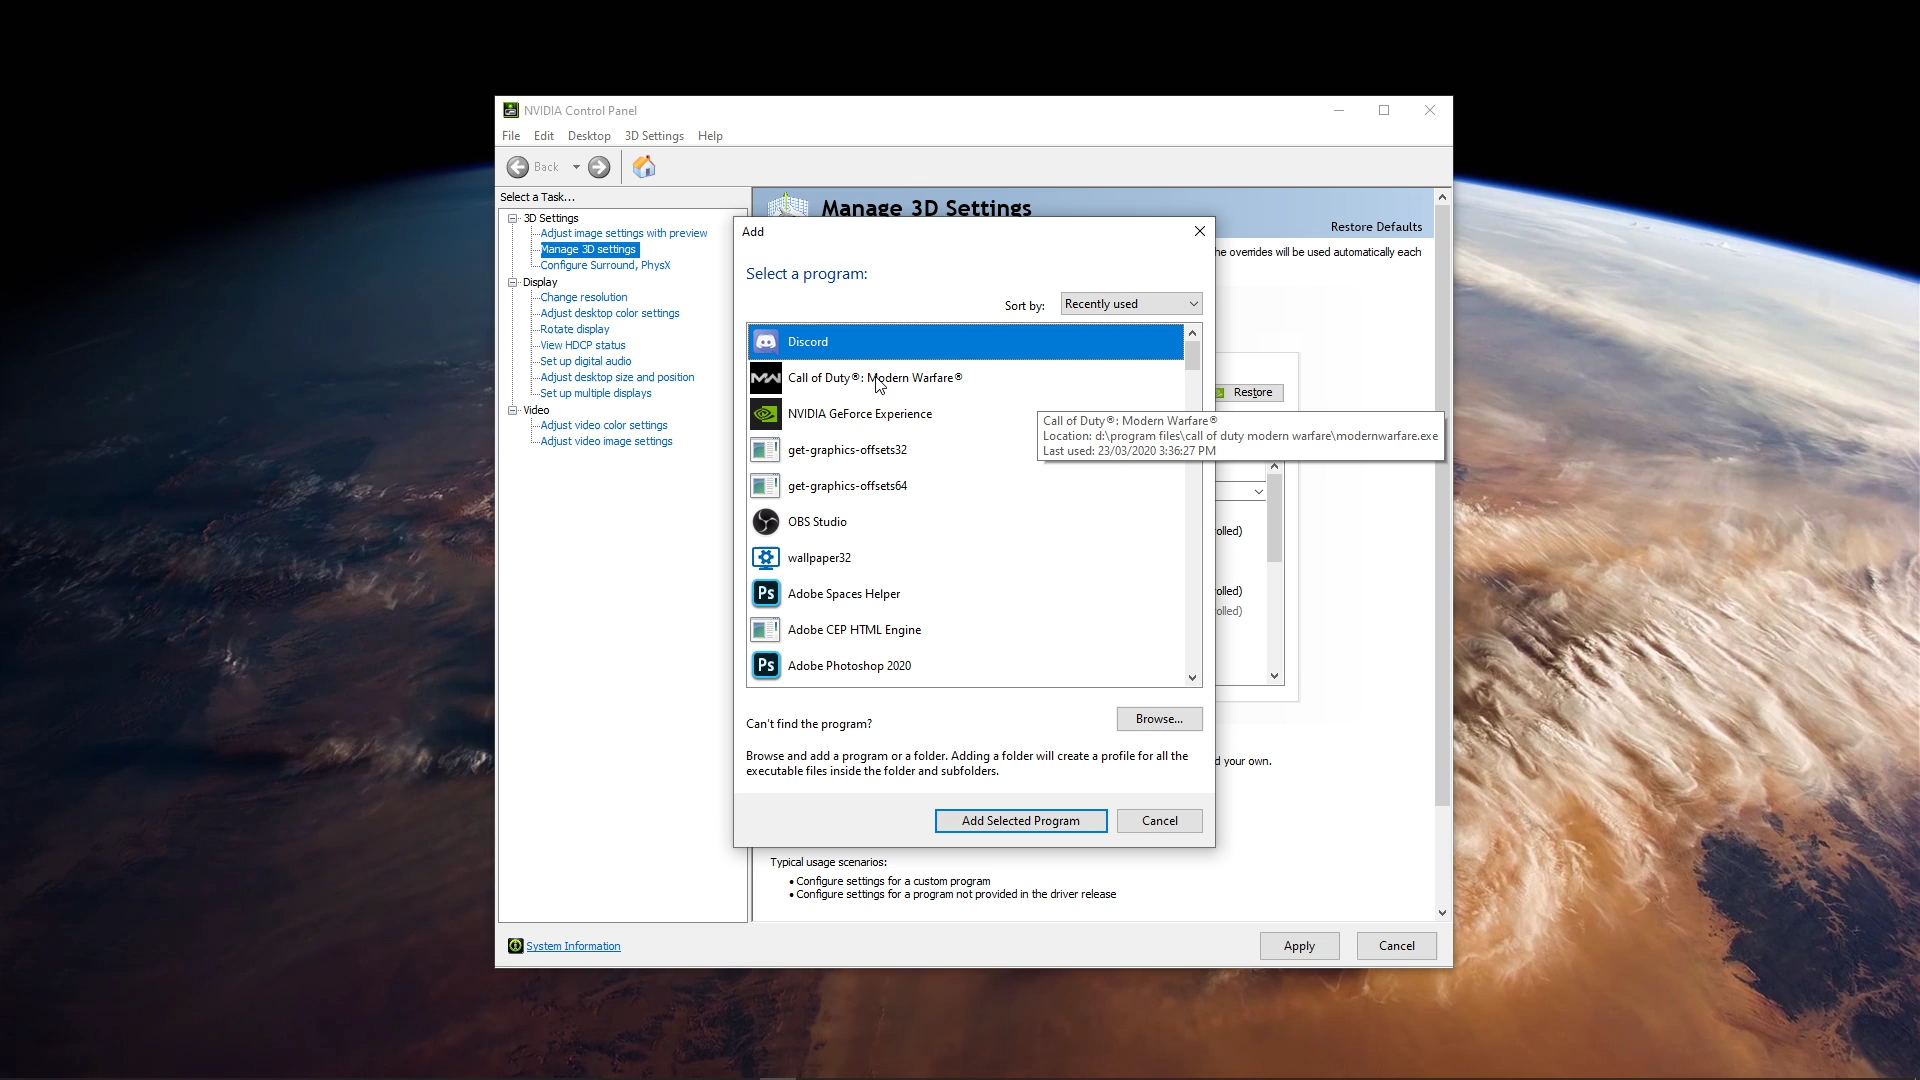 NVIDIA Control Panel
File Edit Desktop 3D Settings Help
Back
Select a Task...
3D Settings
Adjust image settings with preview
Manage 3D settings
Configure Surround, PhysX
Display
Change resolution
Adjust desktop color settings
Rotate display
View HDCP status
Set up digital audio
Adjust desktop size and position
Set up multiple displays
Video
Adjust video color settings
Adjust video image settings
System Information
Manage 3D Settings
Restore Defaults
he overrides will be used automatically each
Add
Select a program:
Sort by: Recently used
Discord
Call of Duty®: Modern Warfare®
NVIDIA GeForce Experience
get-graphics-offsets32
get-graphics-offsets64
OBS Studio
wallpaper32
Ps Adobe Spaces Helper
Adobe CEP HTML Engine
Ps Adobe Photoshop 2020
Can't find the program?
Browse...
Browse and add a program or a folder. Adding a folder will create a profile for all the
executable files inside the folder and subfolders.
Add Selected Program Cancel
Restore
Call of Duty®: Modern Warfare®
Location: d:\program files\call of duty modern warfare\modernwarfare.exe
Last used: 23/03/2020 3:36:27 PM
olled)
olled)
olled)
d your own.
Typical usage scenarios:
• Configure settings for a custom program
• Configure settings for a program not provided in the driver release
Apply Cancel